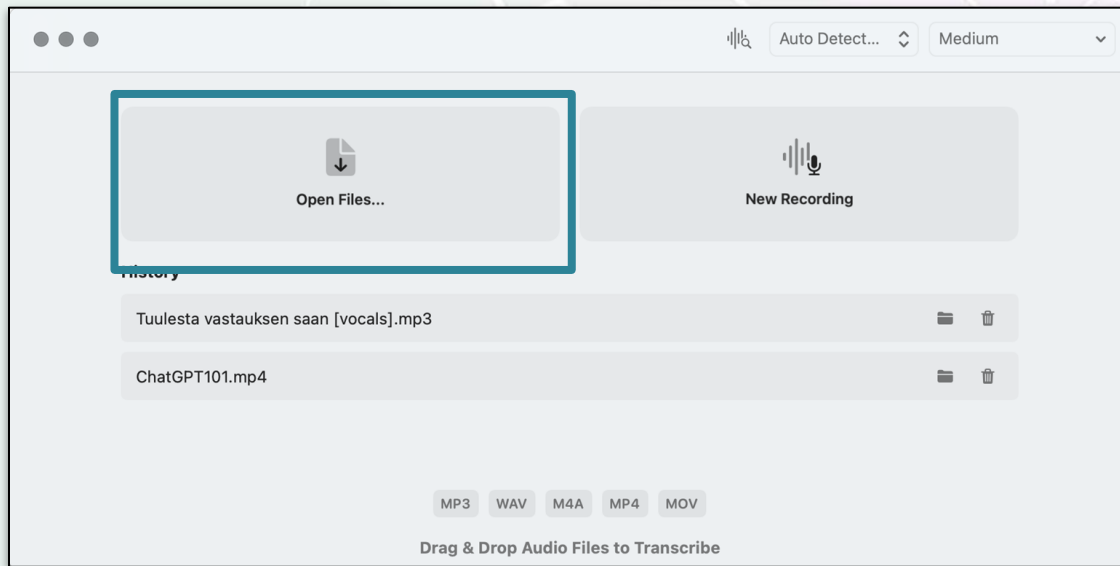 Auto Detect... Medium
Open Files... New Recording
History
Tuulesta vastauksen saan [vocals].mp3
ChatGPT101.mp4
MP3 WAV M4A MP4 MOV
Drag & Drop Audio Files to Transcribe